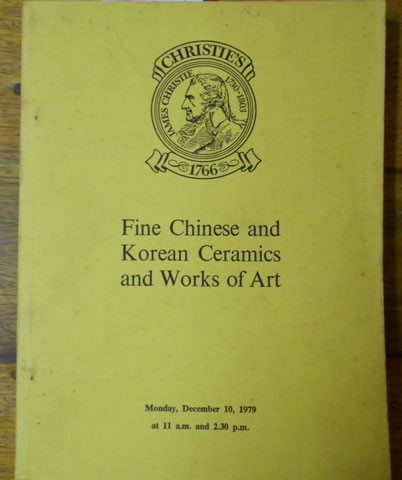 CHRISTIE'S
JAMES CHRISTIE 1730-1803
1766
Fine Chinese and
Korean Ceramics
and Works of Art
Monday, December 10, 1979
at 11 a.m. and 2.30 p.m.